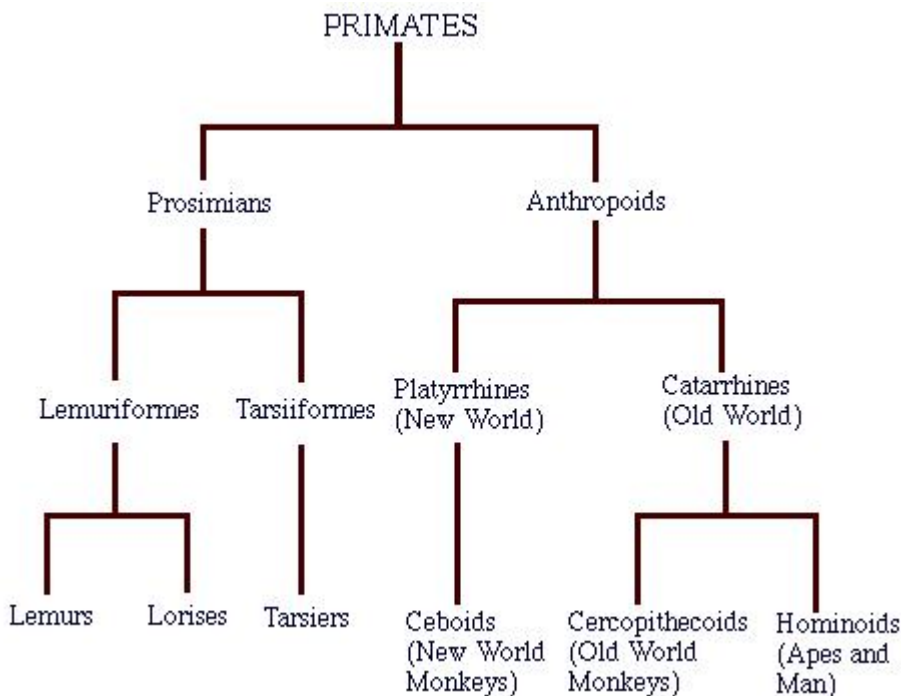 PRIMATES
Prosimians
Anthropoids
Lemuriformes
Tarsiiformes
Platyrrhines
(New World)
Catarrhines
(Old World)
Lemurs
Lorises
Tarsiers
Ceboids
(New World
Monkeys)
Cercopithecoids
(Old World
Monkeys)
Hominoids
(Apes and
Man)